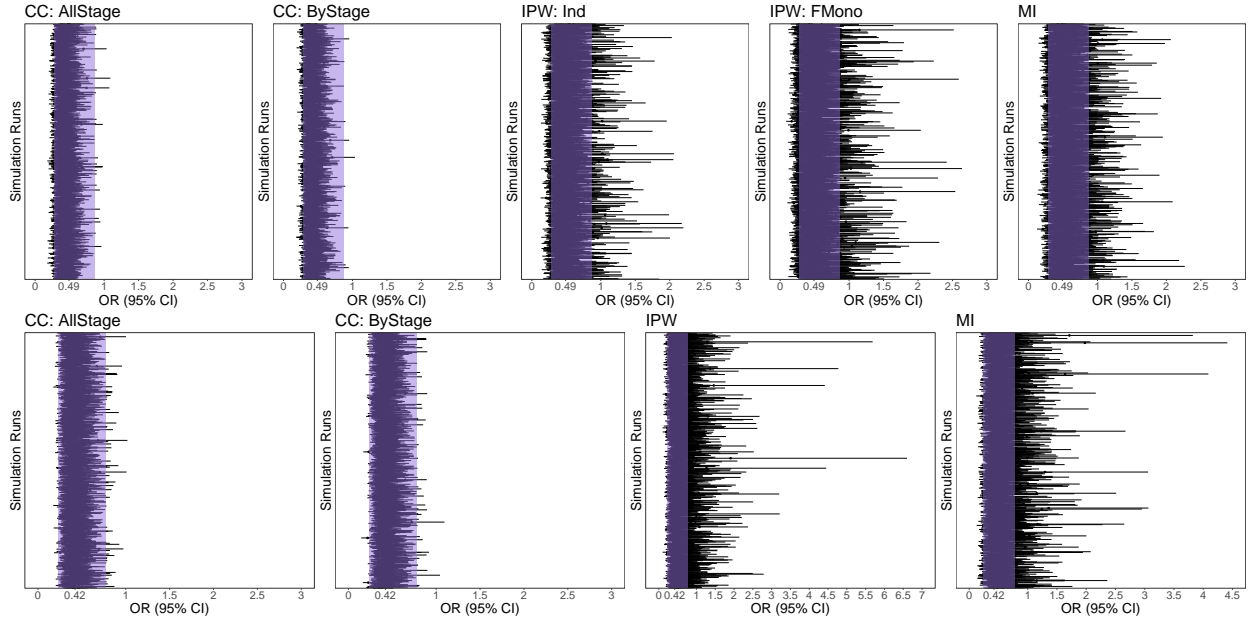 CC: AllStage
CC: ByStage
IPW: Ind
IPW: FMono
MI
Simulation Runs
Simulation Runs
Simulation Runs
Simulation Runs
Simulation Runs
0 0.49 1 1.5 2 2.5 3
0 0.49 1 1.5 2 2.5 3
0 0.49 1 1.5 2 2.5 3
0 0.49 1 1.5 2 2.5 3
0 0.49 1 1.5 2 2.5 3
OR (95% CI)
OR (95% CI)
OR (95% CI)
OR (95% CI)
OR (95% CI)
CC: AllStage
CC: ByStage
IPW
MI
Simulation Runs
Simulation Runs
Simulation Runs
Simulation Runs
0 0.42 1 1.5 2 2.5 3
0 0.42 1 1.5 2 2.5 3
0 0.42 1 1.5 2 2.5 3 3.5 4 4.5 5 5.5 6 6.5 7
0 0.42 1 1.5 2 2.5 3 3.5 4 4.5
OR (95% CI)
OR (95% CI)
OR (95% CI)
OR (95% CI)